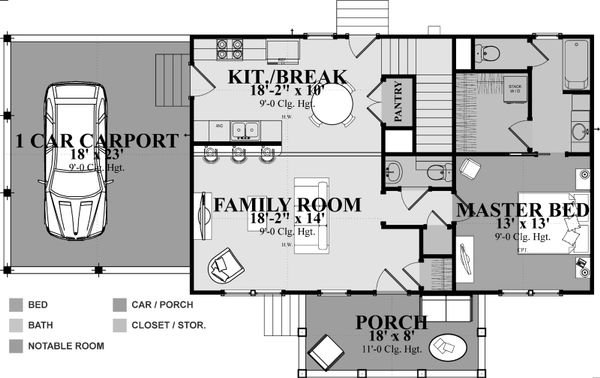 KIT./BREAK
18'-2" x 10'
9'-0 Clg. Hgt.
H.W.
PANTRY
STACK
W/D
1 CAR CARPORT
18' x 23'
9'-0 Clg. Hgt.
FAMILY ROOM
18'-2" x 14'
9'-0 Clg. Hgt.
H.W.
MASTER BED
13' x 13'
9'-0 Clg. Hgt.
CPT.
PORCH
18' x 8'
11'-0 Clg. Hgt.
BED
CAR / PORCH
BATH
CLOSET / STOR.
NOTABLE ROOM